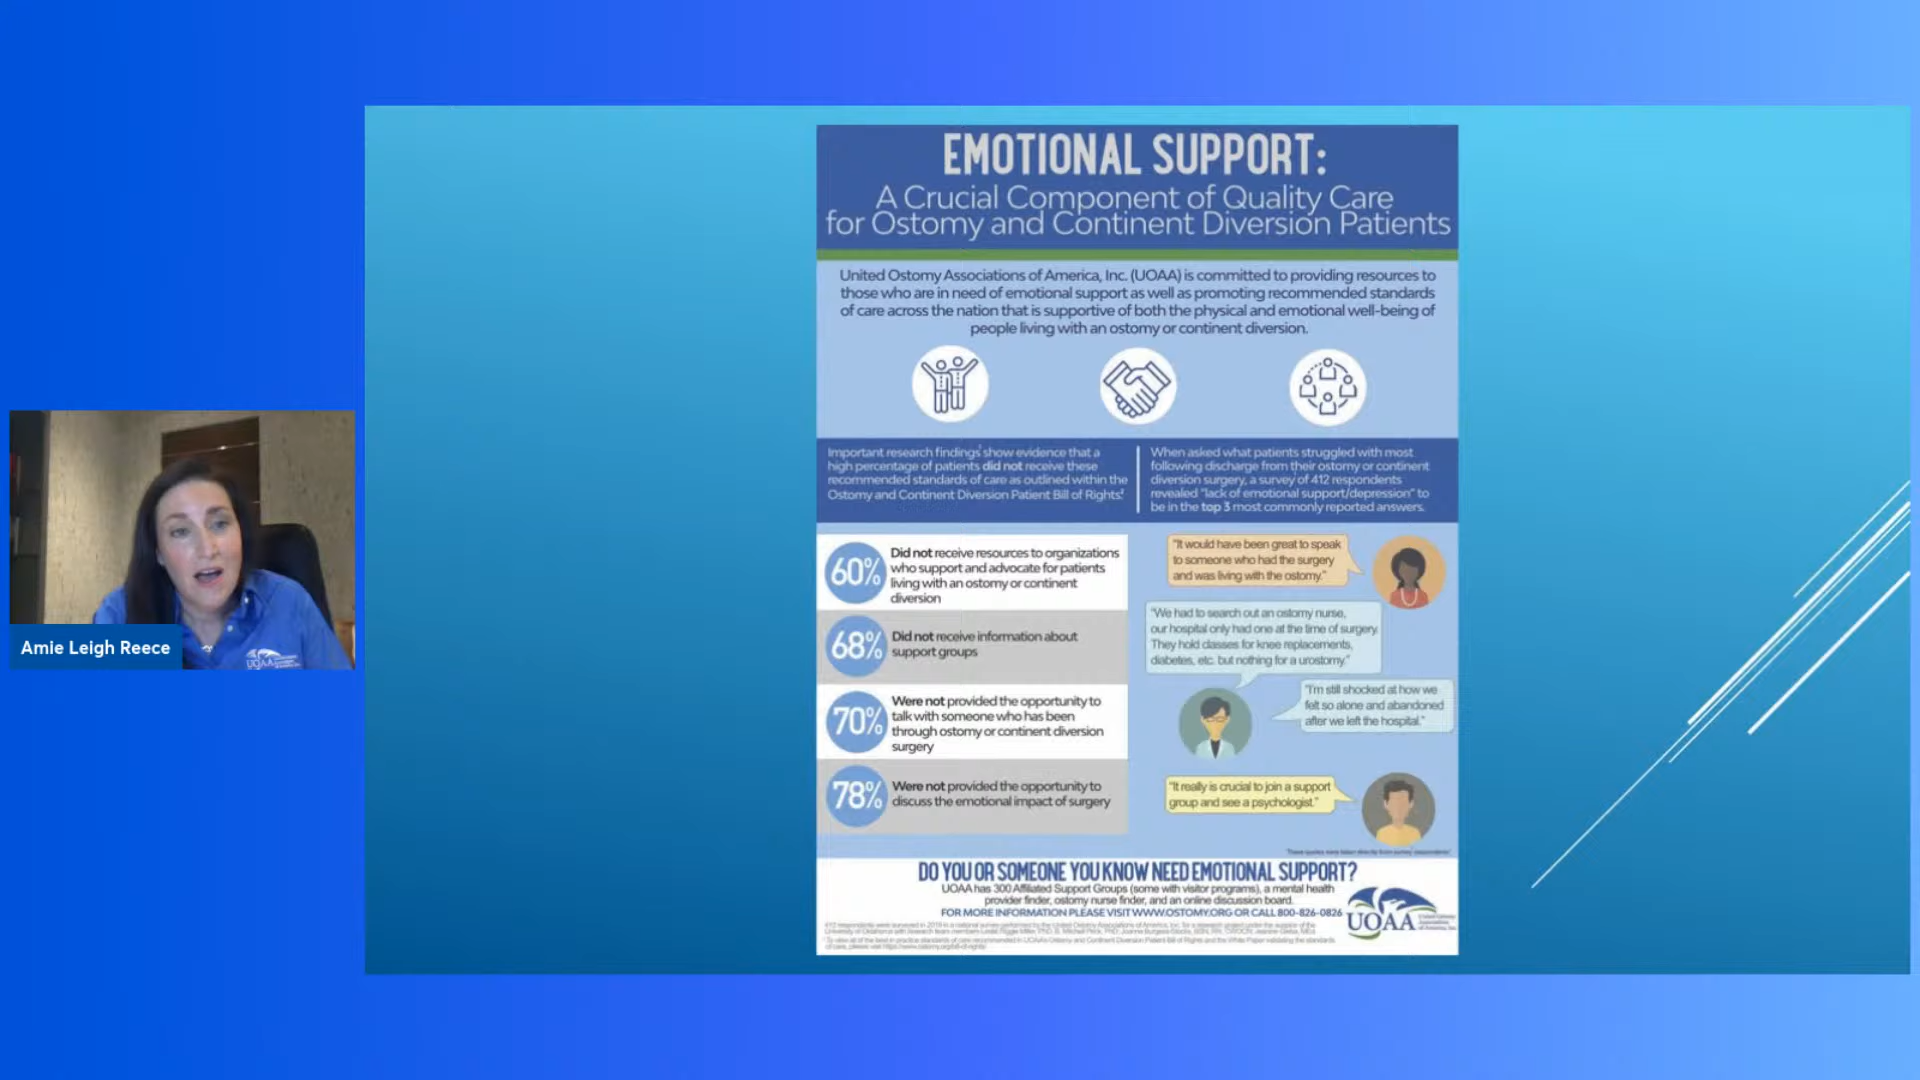 EMOTIONAL SUPPORT:
A Crucial Component of Quality Care
for Ostomy and Continent Diversion Patients
United Ostomy Associations of America, Inc. (UOAA) is committed to providing resources to
those who are in need of emotional support as well as promoting recommended standards
of care across the nation that is supportive of both the physical and emotional well-being of
people living with an ostomy or continent diversion.
Important research findings show evidence that a
high percentage of patients did not receive these
recommended standards of care as outlined within the
Ostomy and Continent Diversion Patient Bill of Rights.
When asked what patients struggled with most
following discharge from their ostomy or continent
diversion surgery, a survey of 412 respondents
revealed "lack of emotional support/depression" to
be in the top 3 most commonly reported answers.
60%
Did not receive resources to organizations
who support and advocate for patients
living with an ostomy or continent
diversion
68%
Did not receive information about
support groups
70%
Were not provided the opportunity to
talk with someone who has been
through ostomy or continent diversion
surgery
78%
Were not provided the opportunity to
discuss the emotional impact of surgery
"It would have been great to speak
to someone who had the surgery
and was living with the ostomy."
"We had to search out an ostomy nurse,
our hospital only had one at the time of surgery.
They hold classes for knee replacements,
diabetes, etc. but nothing for a urostomy."
"I'm still shocked at how we
felt so alone and abandoned
after we left the hospital."
"It really is crucial to join a support
group and see a psychologist."
DO YOU OR SOMEONE YOU KNOW NEED EMOTIONAL SUPPORT?
UOAA has 300 Affiliated Support Groups (some with visitor programs), a mental health
provider finder, ostomy nurse finder, and an online discussion board.
FOR MORE INFORMATION PLEASE VISIT WWW.OSTOMY.ORG OR CALL 800-826-0826
UOAA
Amie Leigh Reece
UOAA